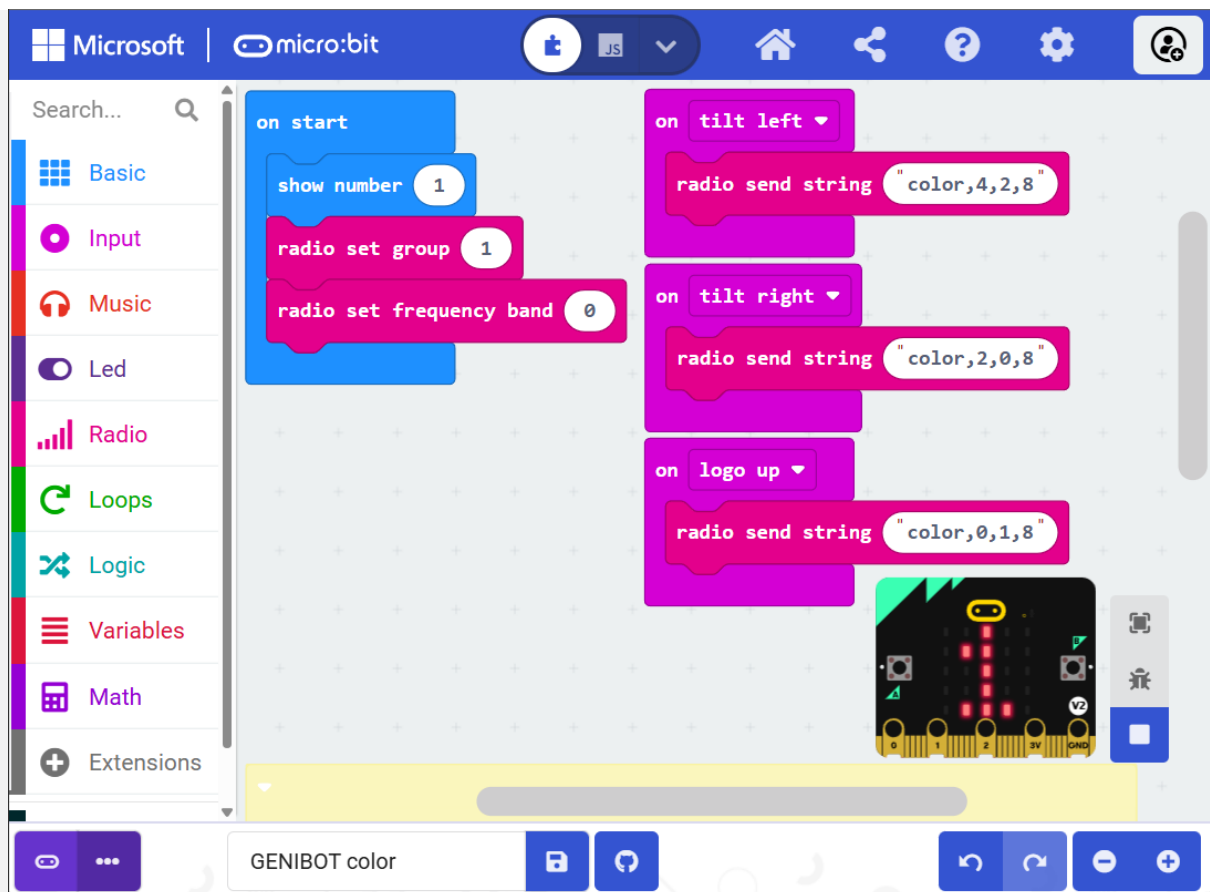 Microsoft | micro:bit
JS
Search...
Basic
Input
Music
Led
Radio
Loops
Logic
Variables
Math
Extensions
on start
show number 1
radio set group 1
radio set frequency band 0
on tilt left
radio send string "color,4,2,8"
on tilt right
radio send string "color,2,0,8"
on logo up
radio send string "color,0,1,8"
B
A
V2
0 1 2 3V GND
GENIBOT color